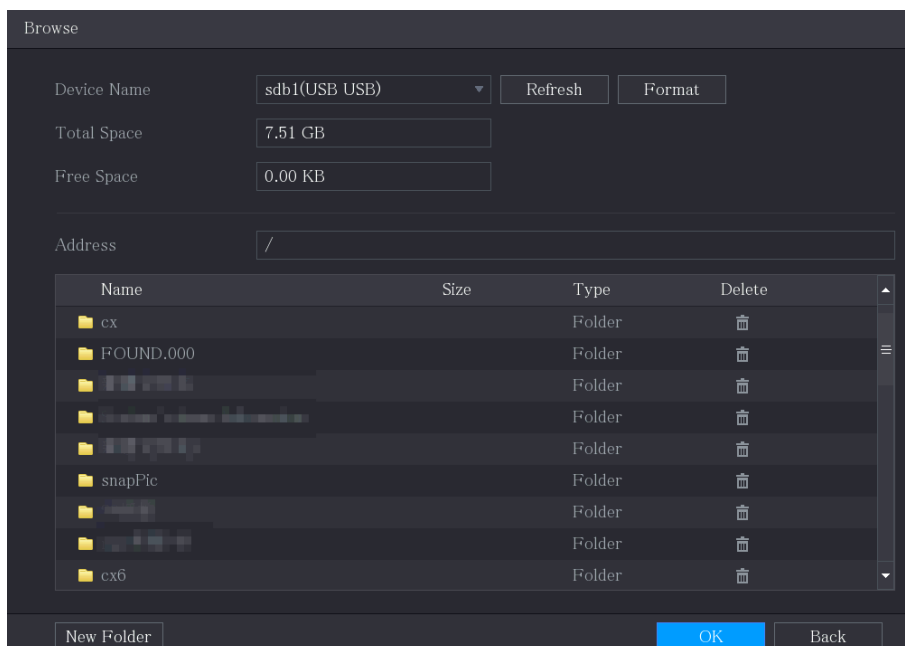 Browse
Device Name sdb1(USB USB) Refresh Format
Total Space 7.51 GB
Free Space 0.00 KB
Address /
Name Size Type Delete
cx Folder
FOUND.000 Folder
Folder
Folder
Folder
snapPic Folder
Folder
Folder
cx6 Folder
New Folder OK Back